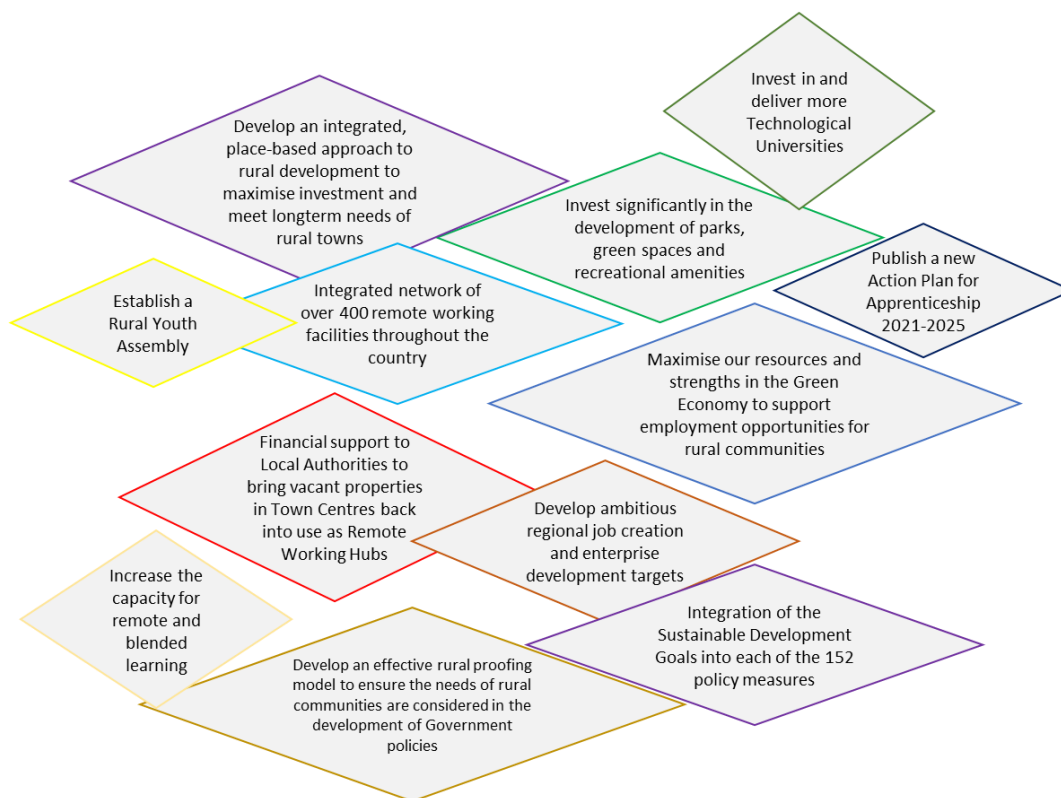 Invest in and
deliver more
Technological
Universities
Develop an integrated,
place-based approach to
rural development to
maximise investment and
meet longterm needs of
rural towns
Invest significantly in the
development of parks,
green spaces and
recreational amenities
Publish a new
Action Plan for
Apprenticeship
2021-2025
Establish a
Rural Youth
Assembly
Integrated network of
over 400 remote working
facilities throughout the
country
Maximise our resources and
strengths in the Green
Economy to support
employment opportunities for
rural communities
Financial support to
Local Authorities to
bring vacant properties
in Town Centres back
into use as Remote
Working Hubs
Develop ambitious
regional job creation
and enterprise
development targets
Increase the
capacity for
remote and
blended
learning
Integration of the
Sustainable Development
Goals into each of the 152
policy measures
Develop an effective rural proofing
model to ensure the needs of rural
communities are considered in the
development of Government
policies